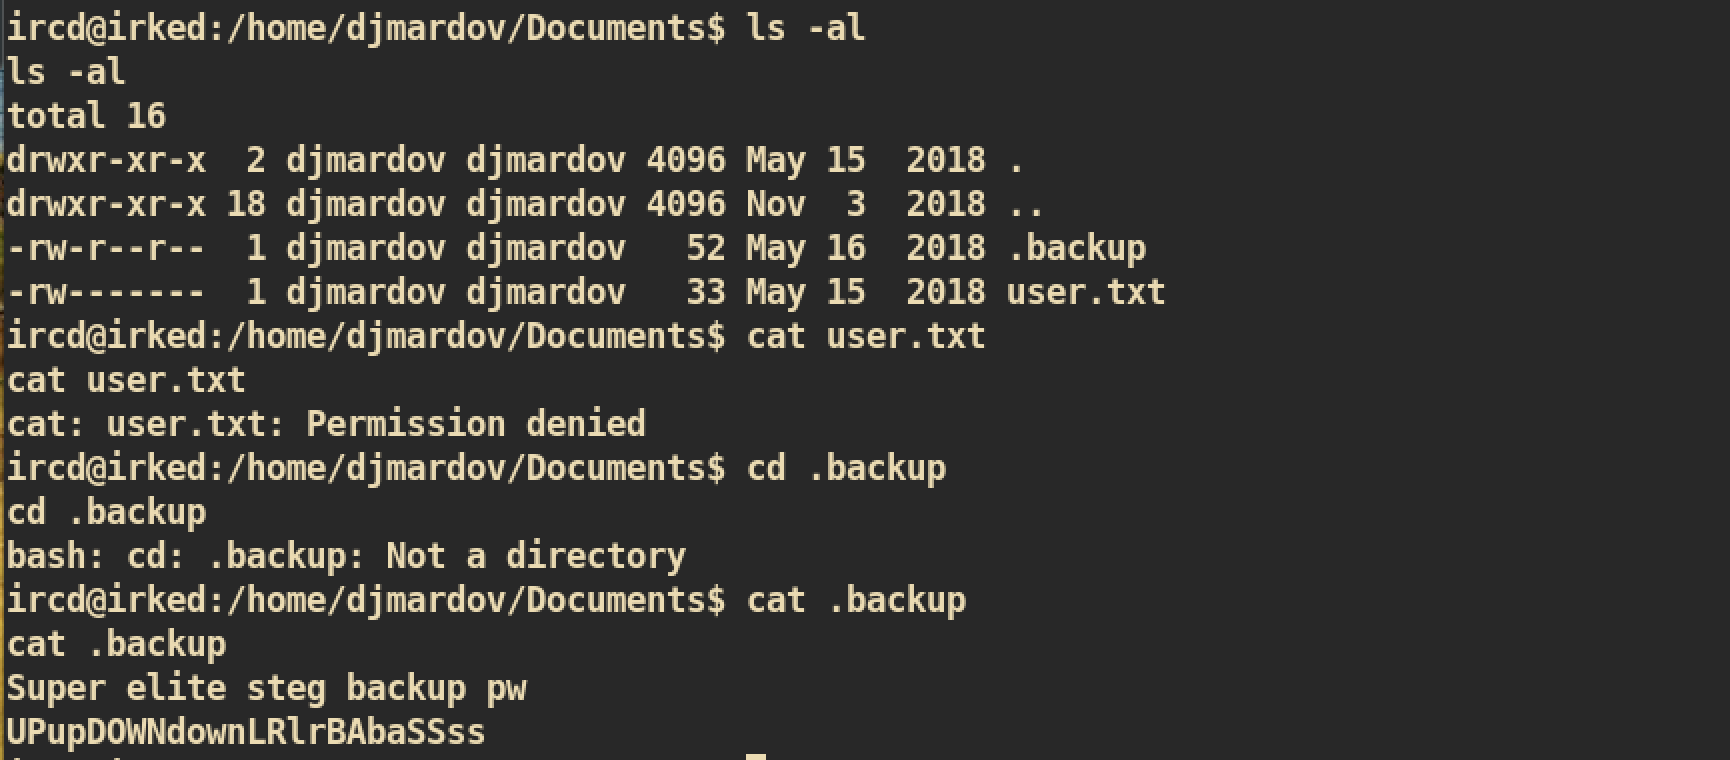 ircd@irked:/home/djmardov/Documents$ ls -al
ls -al
total 16
drwxr-xr-x  2 djmardov djmardov 4096 May 15  2018 .
drwxr-xr-x 18 djmardov djmardov 4096 Nov  3  2018 ..
-rw-r--r--  1 djmardov djmardov   52 May 16  2018 .backup
-rw-------  1 djmardov djmardov   33 May 15  2018 user.txt
ircd@irked:/home/djmardov/Documents$ cat user.txt
cat user.txt
cat: user.txt: Permission denied
ircd@irked:/home/djmardov/Documents$ cd .backup
cd .backup
bash: cd: .backup: Not a directory
ircd@irked:/home/djmardov/Documents$ cat .backup
cat .backup
Super elite steg backup pw
UPupDOWNdownLRlrBAbaSSss